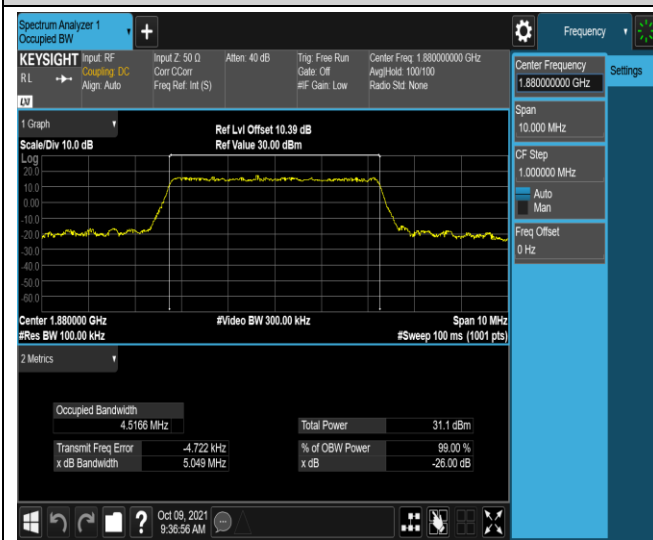 Spectrum Analyzer 1
Occupied BW
+
Frequency
KEYSIGHT
RL
LXI
Input: RF
Coupling: DC
Align: Auto
Input Z: 50 Ω
Corr CCorr
Freq Ref: Int (S)
Atten: 40 dB
Trig: Free Run
Gate: Off
#IF Gain: Low
Center Freq: 1.880000000 GHz
Avg|Hold: 100/100
Radio Std: None
Center Frequency
1.880000000 GHz
Settings
Span
10.000 MHz
CF Step
1.000000 MHz
Auto
Man
Freq Offset
0 Hz
1 Graph
Scale/Div 10.0 dB
Ref Lvl Offset 10.39 dB
Ref Value 30.00 dBm
Log
20.0
10.0
0.00
-10.0
-20.0
-30.0
-40.0
-50.0
-60.0
Center 1.880000 GHz
#Video BW 300.00 kHz
Span 10 MHz
#Res BW 100.00 kHz
#Sweep 100 ms (1001 pts)
2 Metrics
Occupied Bandwidth
4.5166 MHz
Total Power 31.1 dBm
Transmit Freq Error -4.722 kHz
% of OBW Power 99.00 %
x dB Bandwidth 5.049 MHz
x dB -26.00 dB
?
Oct 09, 2021
9:36:56 AM